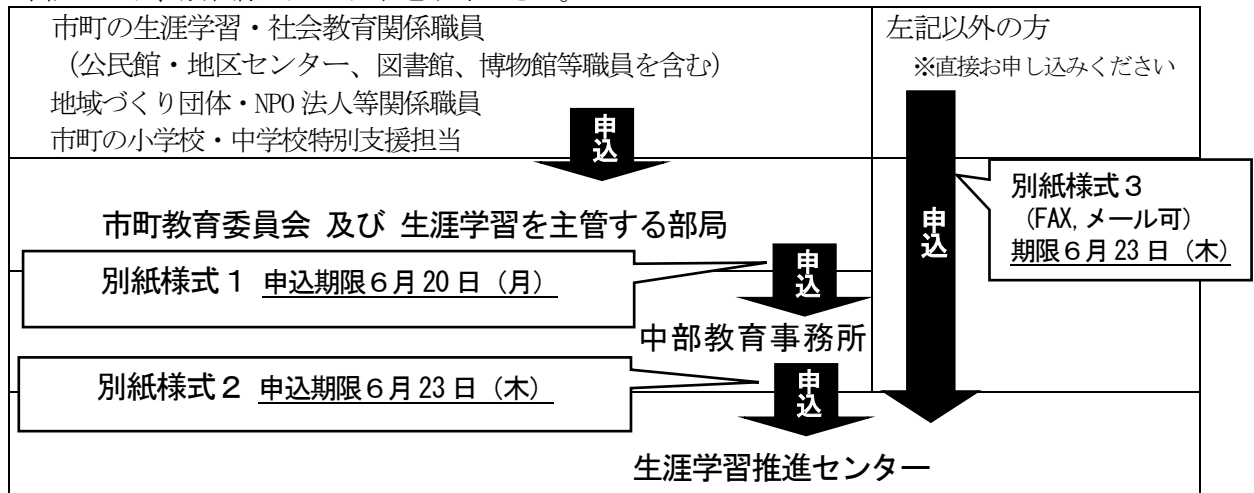 市町の生涯学習・社会教育関係職員
（公民館・地区センター、図書館、博物館等職員を含む）
地域づくり団体・NPO法人等関係職員
市町の小学校・中学校特別支援担当
申込
左記以外の方
※直接お申し込みください
申込
別紙様式３
（FAX,メール可）
期限６月23日（木）
市町教育委員会 及び 生涯学習を主管する部局
申込
別紙様式１ 申込期限６月20日（月）
中部教育事務所
申込
別紙様式２ 申込期限６月23日（木）
生涯学習推進センター